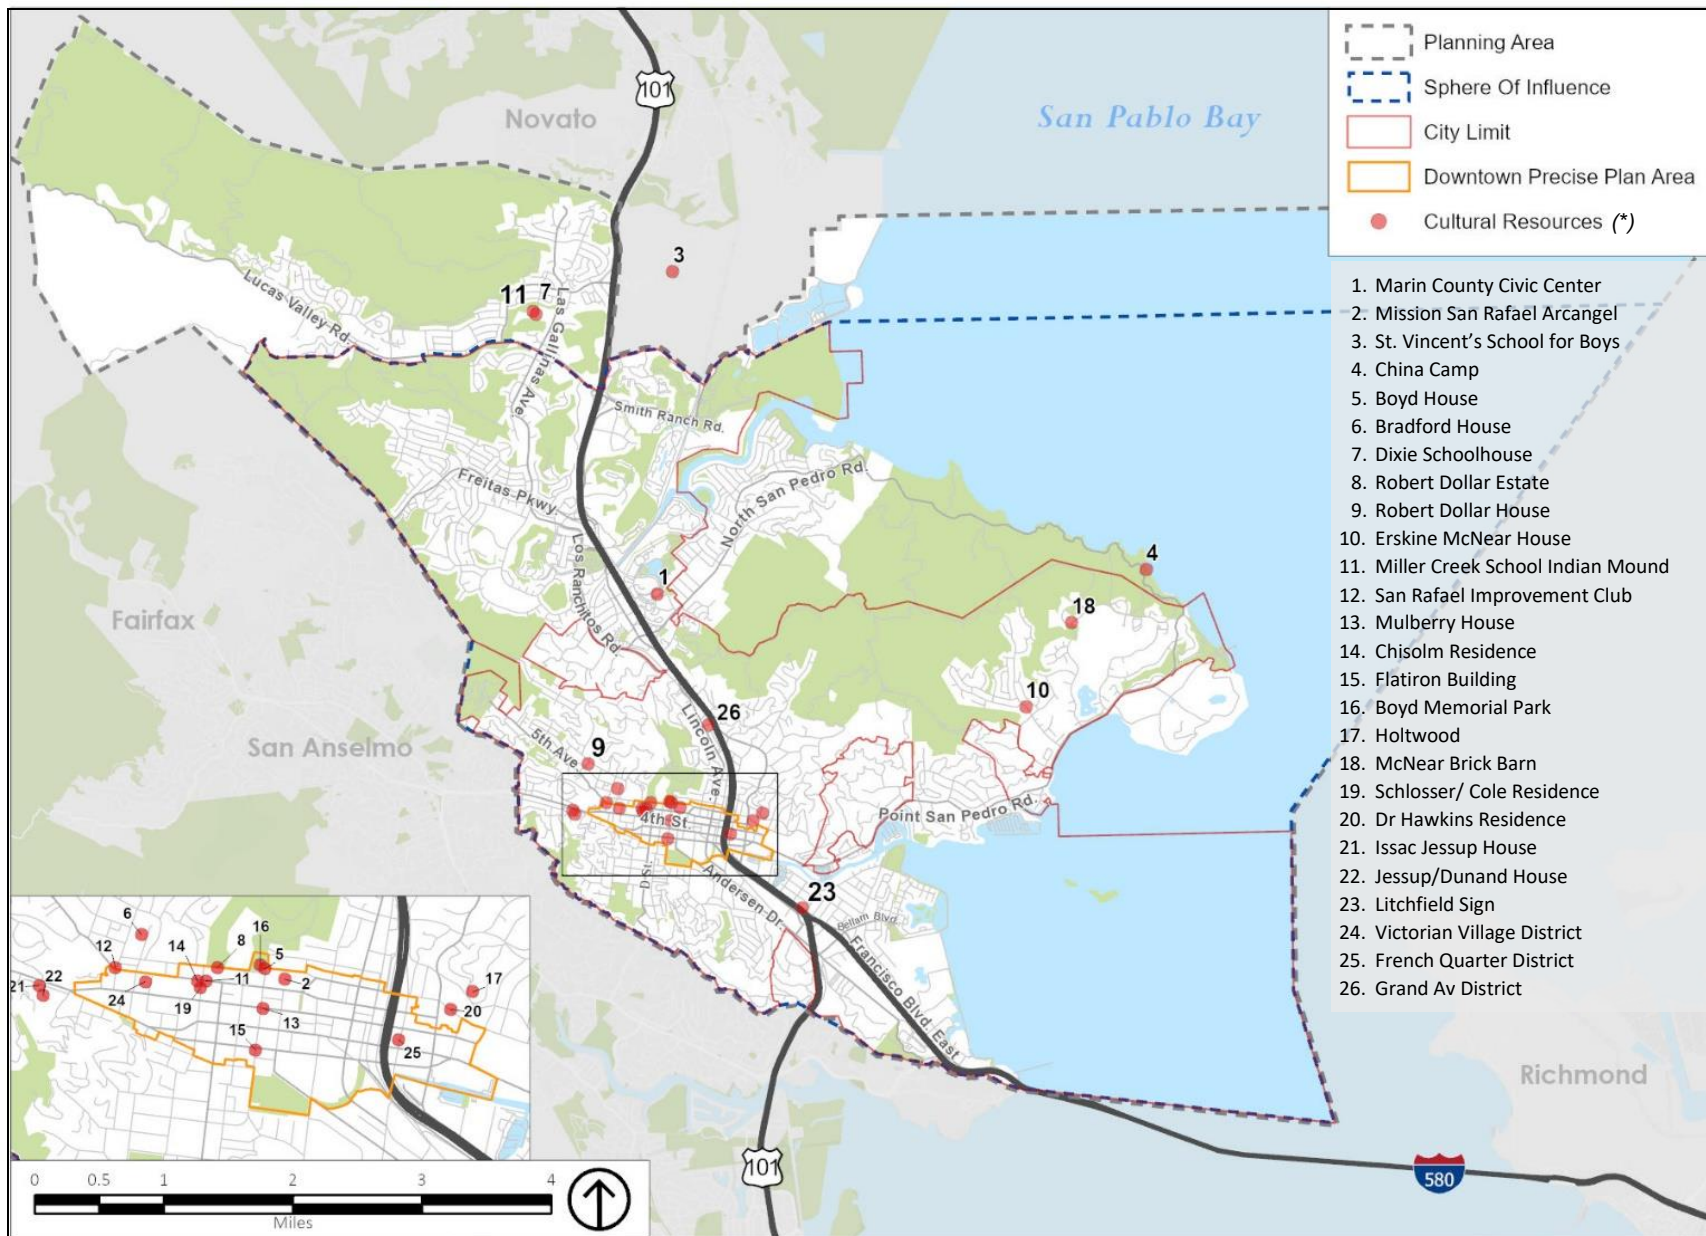 101
Novato
San Pablo Bay
Planning Area
Sphere Of Influence
City Limit
Downtown Precise Plan Area
Cultural Resources (*)
1. Marin County Civic Center
2. Mission San Rafael Arcangel
3. St. Vincent's School for Boys
4. China Camp
5. Boyd House
6. Bradford House
7. Dixie Schoolhouse
8. Robert Dollar Estate
9. Robert Dollar House
10. Erskine McNear House
11. Miller Creek School Indian Mound
12. San Rafael Improvement Club
13. Mulberry House
14. Chisolm Residence
15. Flatiron Building
16. Boyd Memorial Park
17. Holtwood
18. McNear Brick Barn
19. Schlosser/ Cole Residence
20. Dr Hawkins Residence
21. Issac Jessup House
22. Jessup/Dunand House
23. Litchfield Sign
24. Victorian Village District
25. French Quarter District
26. Grand Av District
3
11 7
Lucas Valley Rd.
Las Gallinas Ave.
Smith Ranch Rd.
Freitas Pkwy.
North San Pedro Rd.
Los Ranchitos Rd.
1
4
18
Fairfax
10
26
Lincoln Ave.
San Anselmo
5th Ave
9
4th St.
Point San Pedro Rd.
D St.
Andersen Dr.
23
Bellam Blvd.
Francisco Blvd. East
Richmond
101
580
6
16
12
14
8
5
17
22
21
24
11
2
19
13
20
15
25
0 0.5 1 2 3 4
Miles